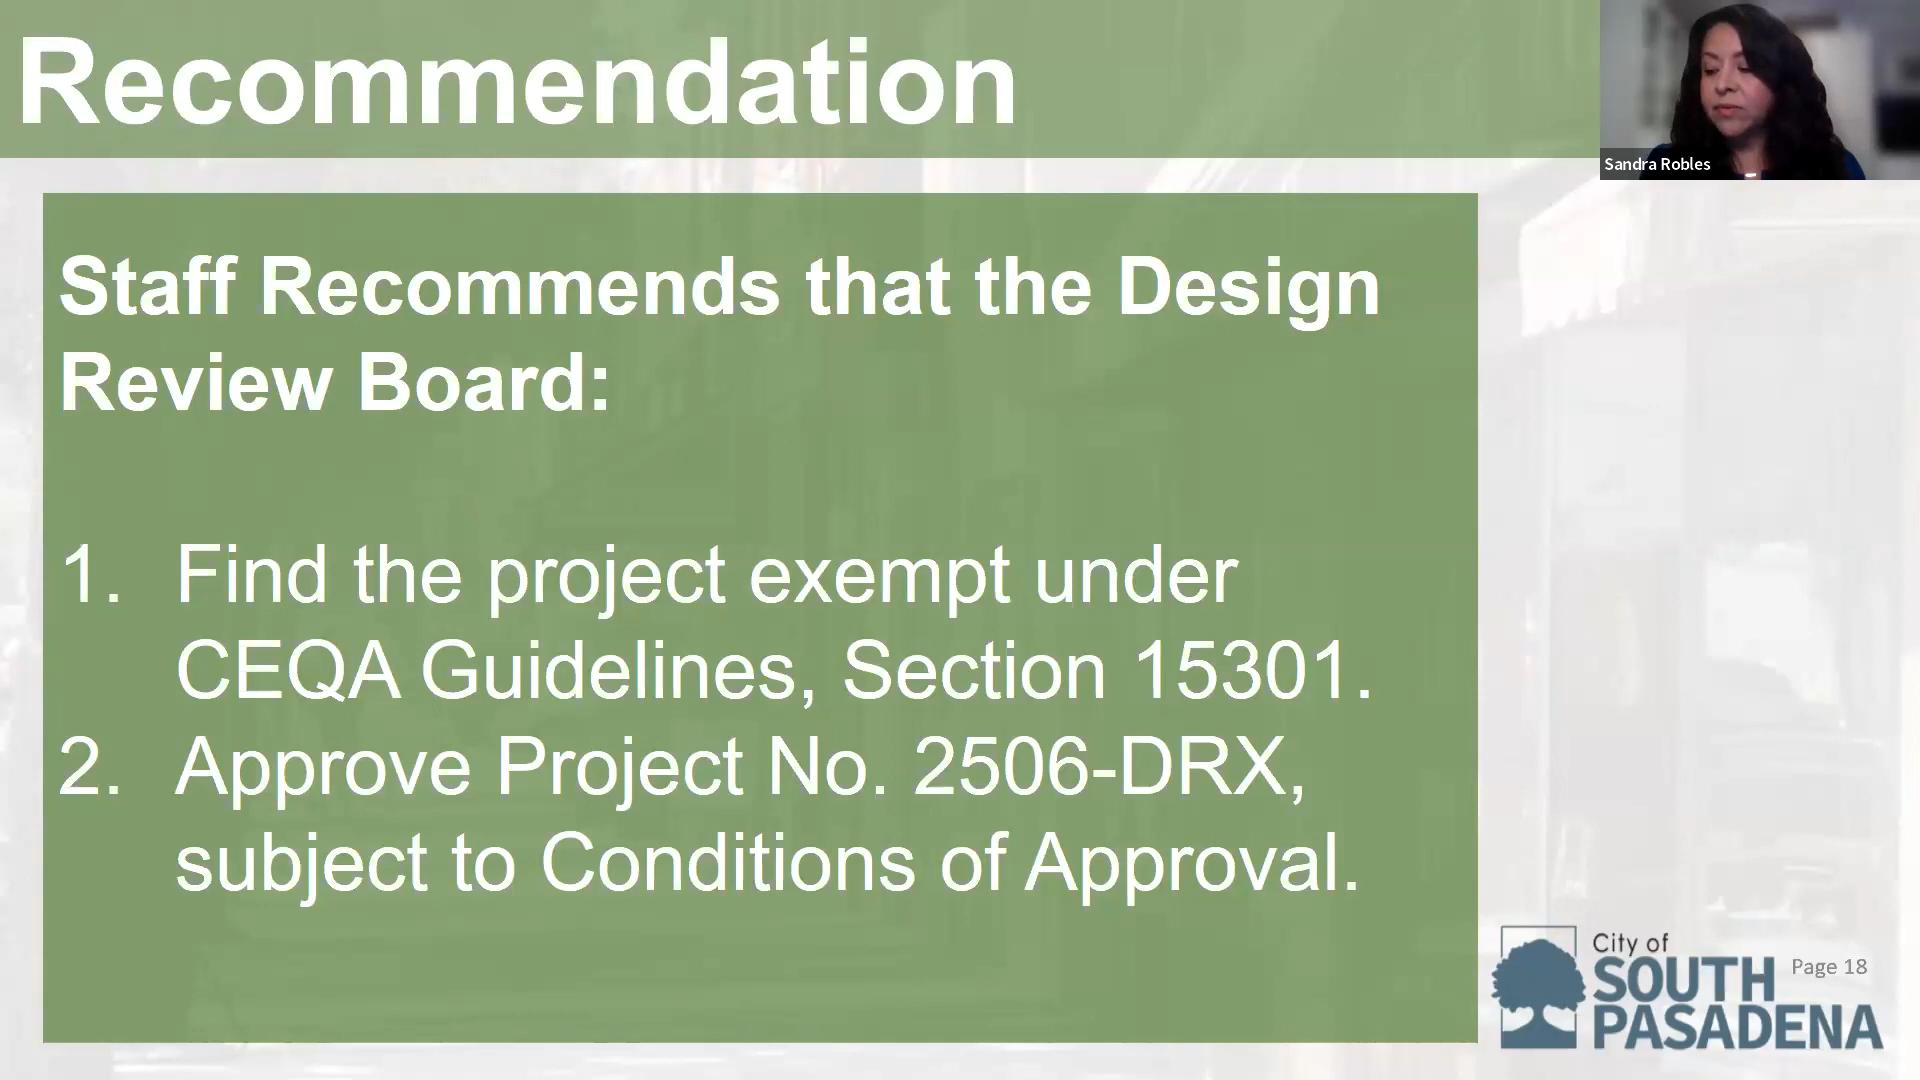 Recommendation
Sandra Robles
Staff Recommends that the Design
Review Board:
1. Find the project exempt under
CEQA Guidelines, Section 15301.
2. Approve Project No. 2506-DRX,
subject to Conditions of Approval.
City of
SOUTH
PASADENA
Page 18